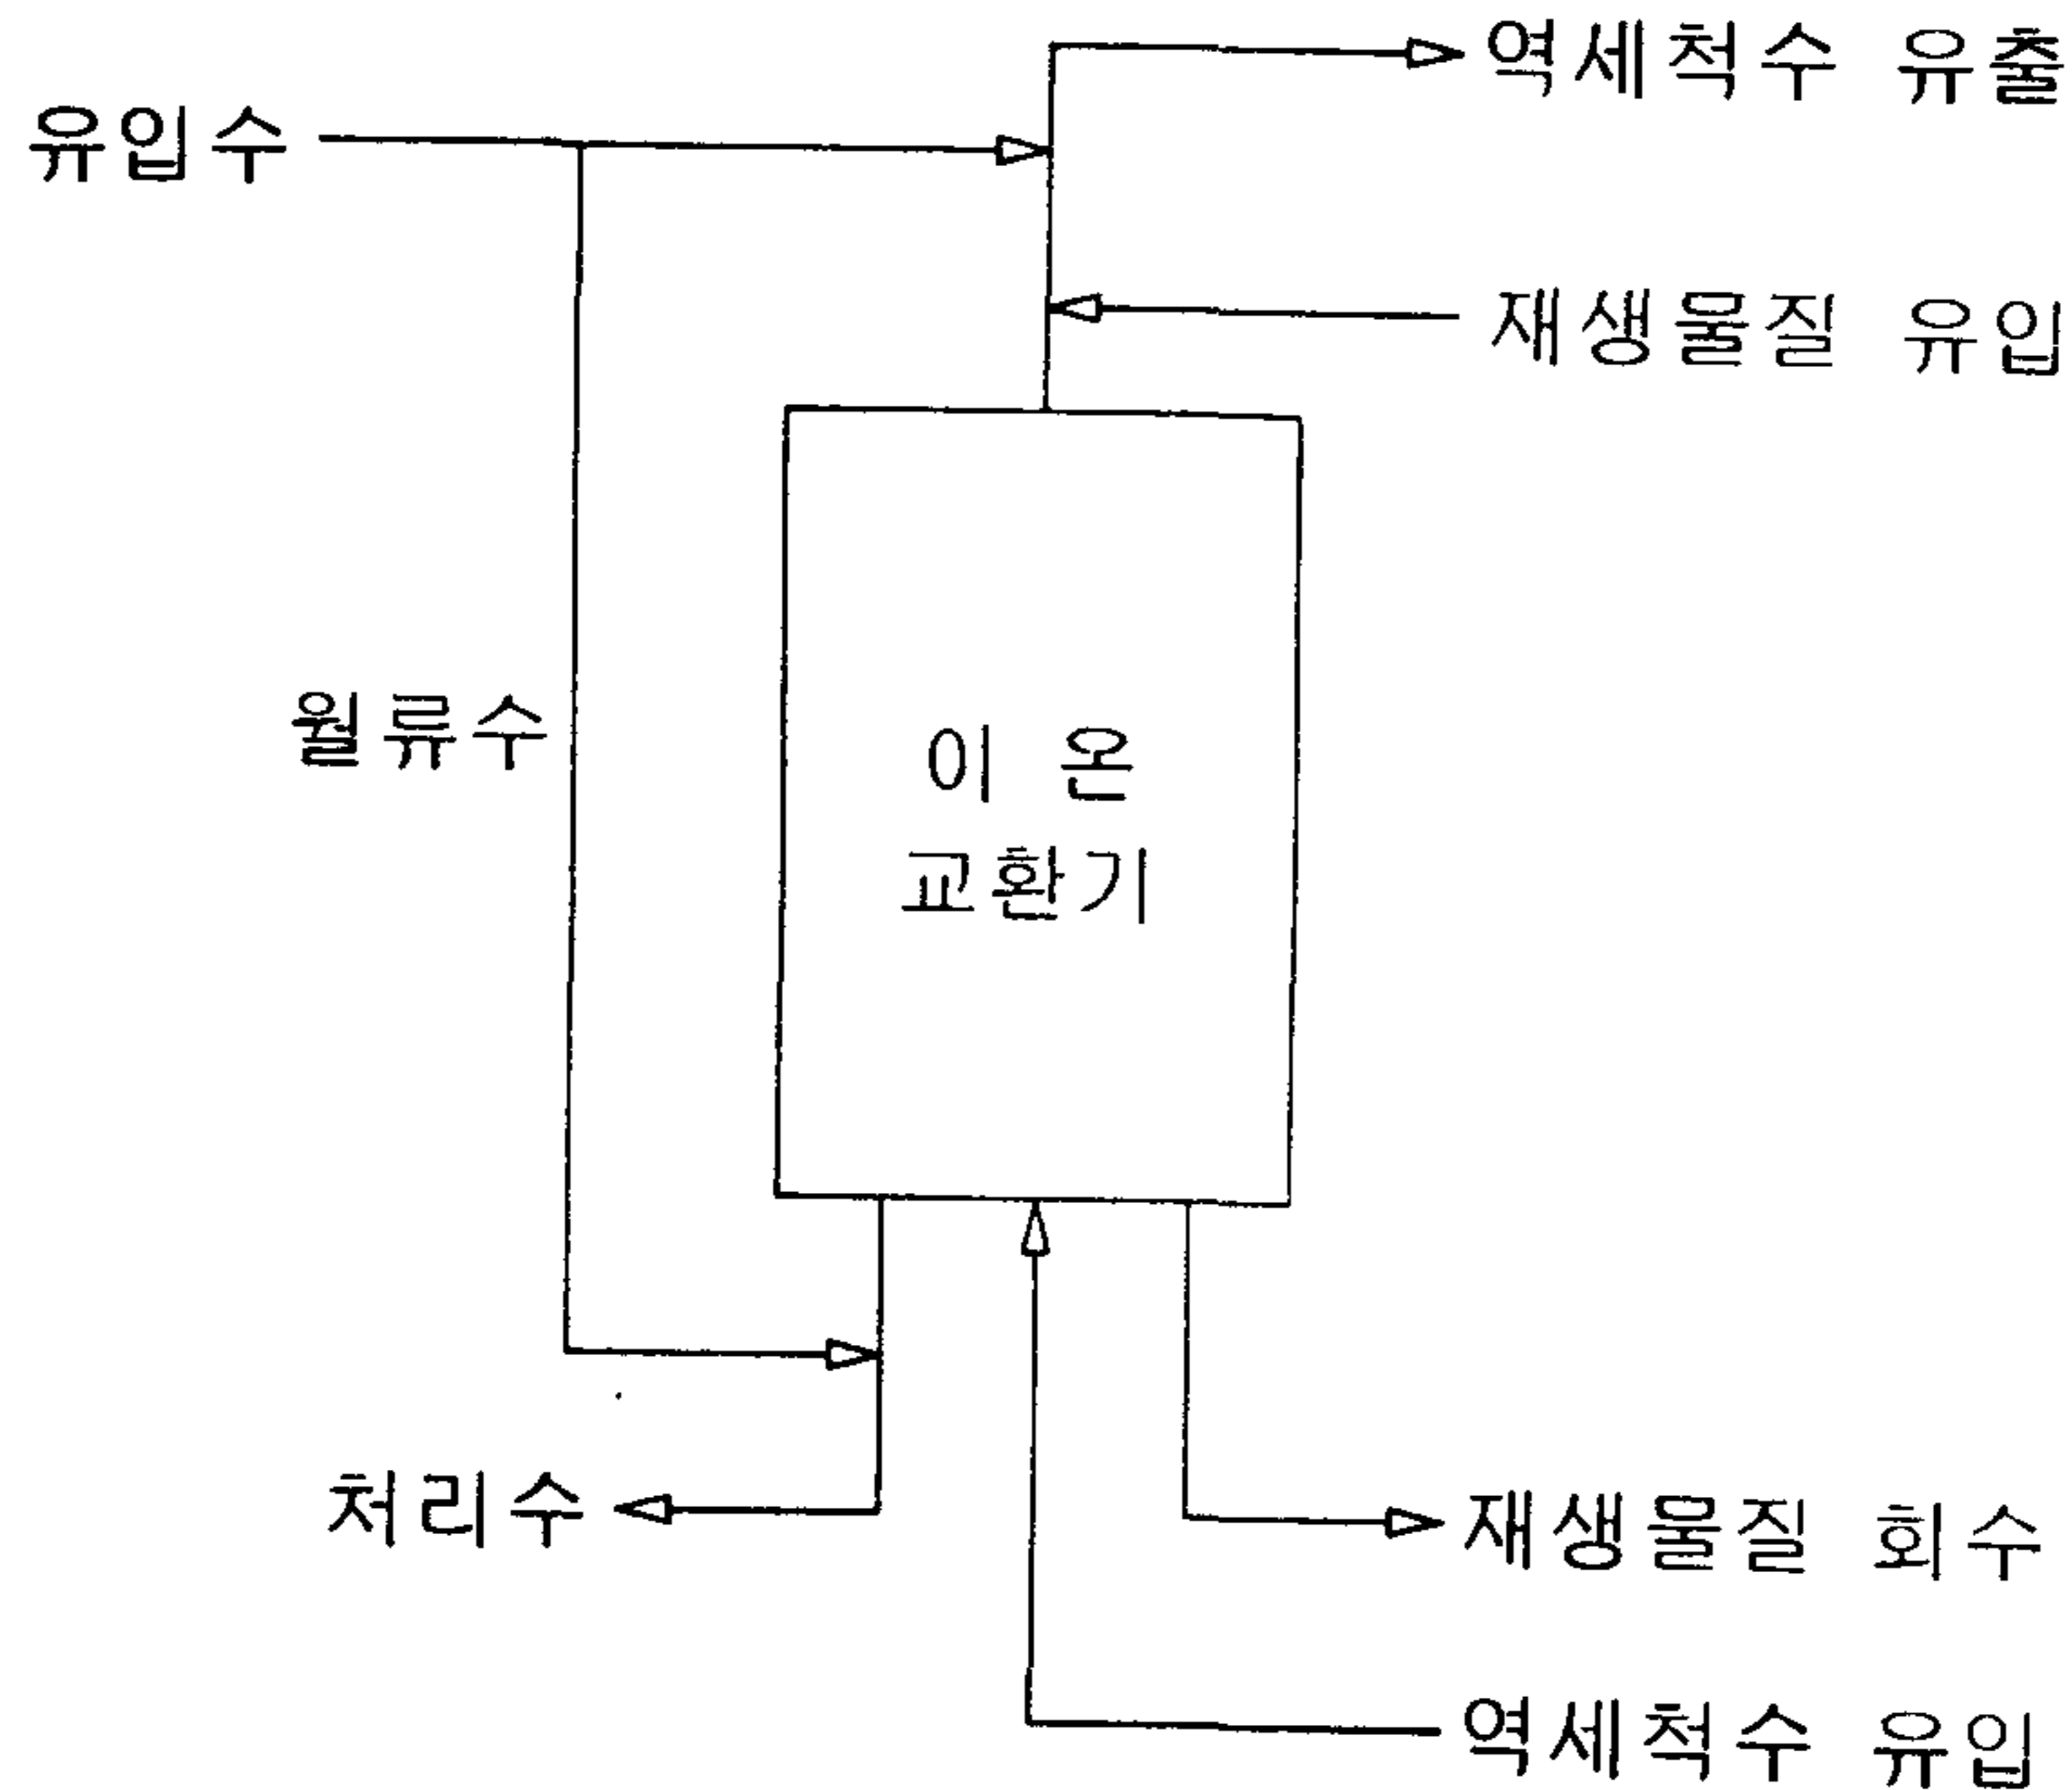 역세척수 유출
유입수
재생물질 유입
월류수
이 온
교환기
처리수
재생물질 회수
역세척수 유입